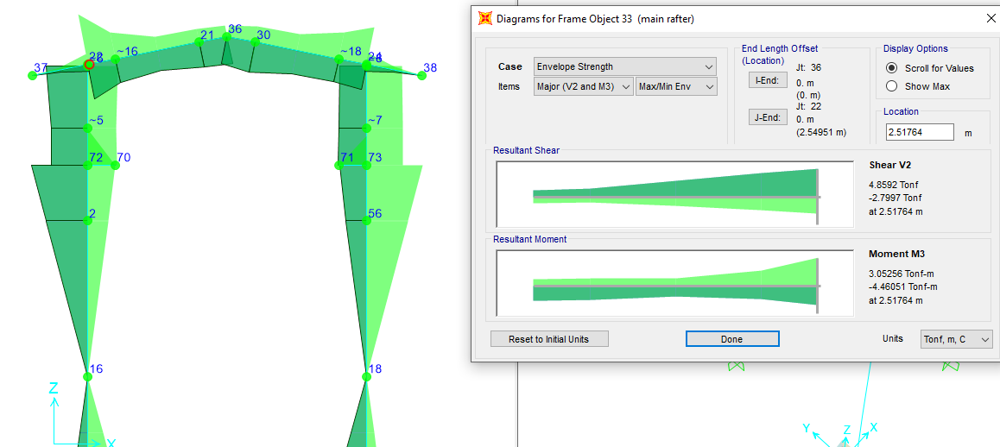 37
~16
21
36
30
~18
38
~5
~7
72
70
71
73
2
56
16
18
Z
X
Diagrams for Frame Object 33 (main rafter)
Case
Envelope Strength
Items
Major (V2 and M3)
Max/Min Env
End Length Offset
(Location)
I-End:
Jt: 36
0. m
(0. m)
J-End:
Jt: 22
0. m
(2.54951 m)
Display Options
Scroll for Values
Show Max
Location
2.51764 m
Resultant Shear
Shear V2
4.8592 Tonf
-2.7997 Tonf
at 2.51764 m
Resultant Moment
Moment M3
3.05256 Tonf-m
-4.46051 Tonf-m
at 2.51764 m
Reset to Initial Units
Done
Units
Tonf, m, C
Y
Z
X